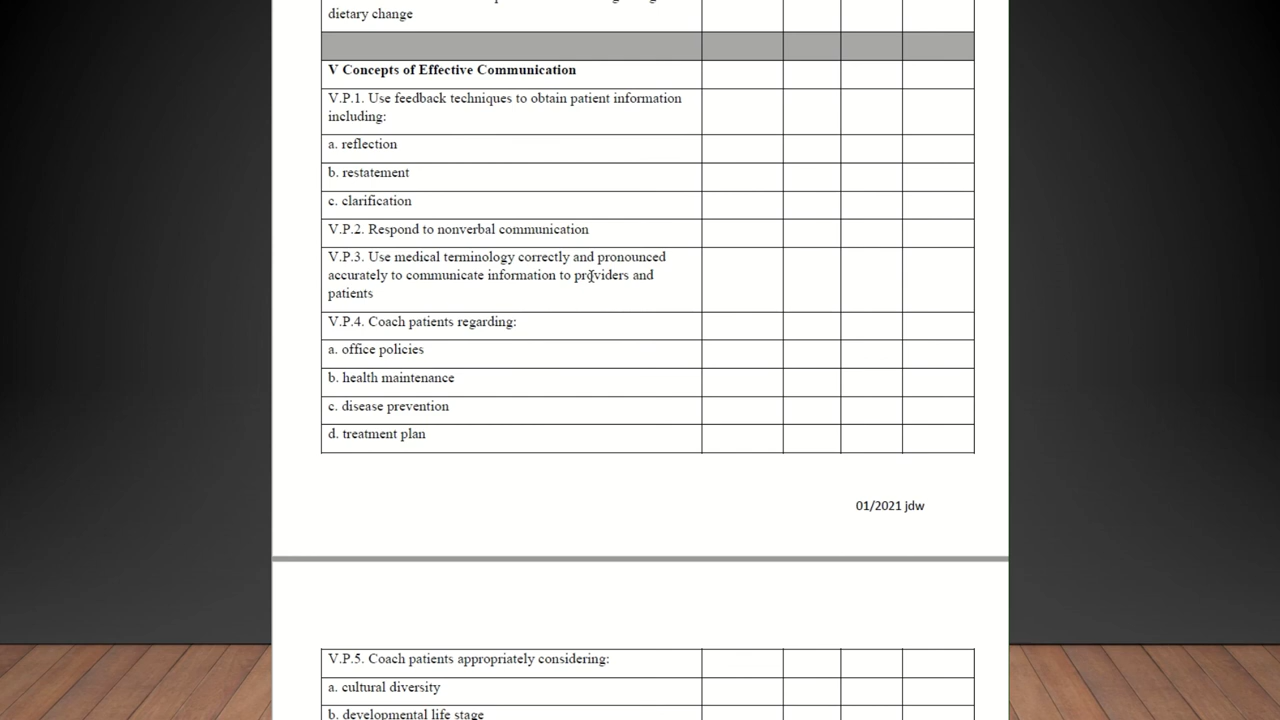 dietary change
V Concepts of Effective Communication
V.P.1. Use feedback techniques to obtain patient information
including:
a. reflection
b. restatement
c. clarification
V.P.2. Respond to nonverbal communication
V.P.3. Use medical terminology correctly and pronounced
accurately to communicate information to providers and
patients
V.P.4. Coach patients regarding:
a. office policies
b. health maintenance
c. disease prevention
d. treatment plan
01/2021 jdw
V.P.5. Coach patients appropriately considering:
a. cultural diversity
b. developmental life stage